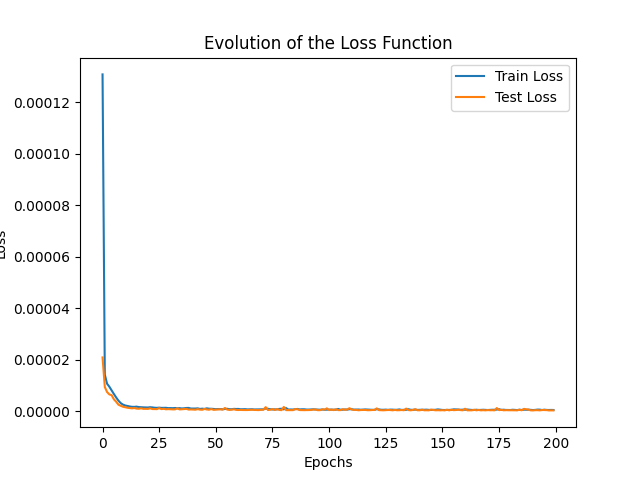 Evolution of the Loss Function
Train Loss
Test Loss
0.00012
0.00010
0.00008
0.00006
0.00004
0.00002
0.00000
Loss
0 25 50 75 100 125 150 175 200
Epochs